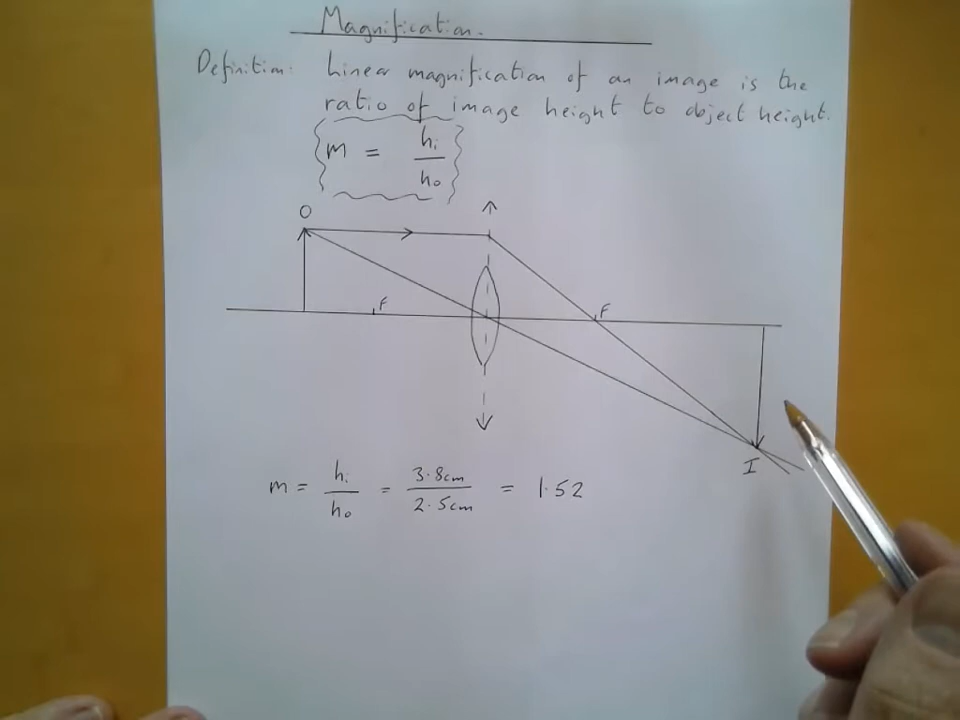 Magnification.
Definition: Linear magnification of an image is the
ratio of image height to object height.
m = hi/ho
O
F
F
I
m = hi/ho = 3.8cm/2.5cm = 1.52